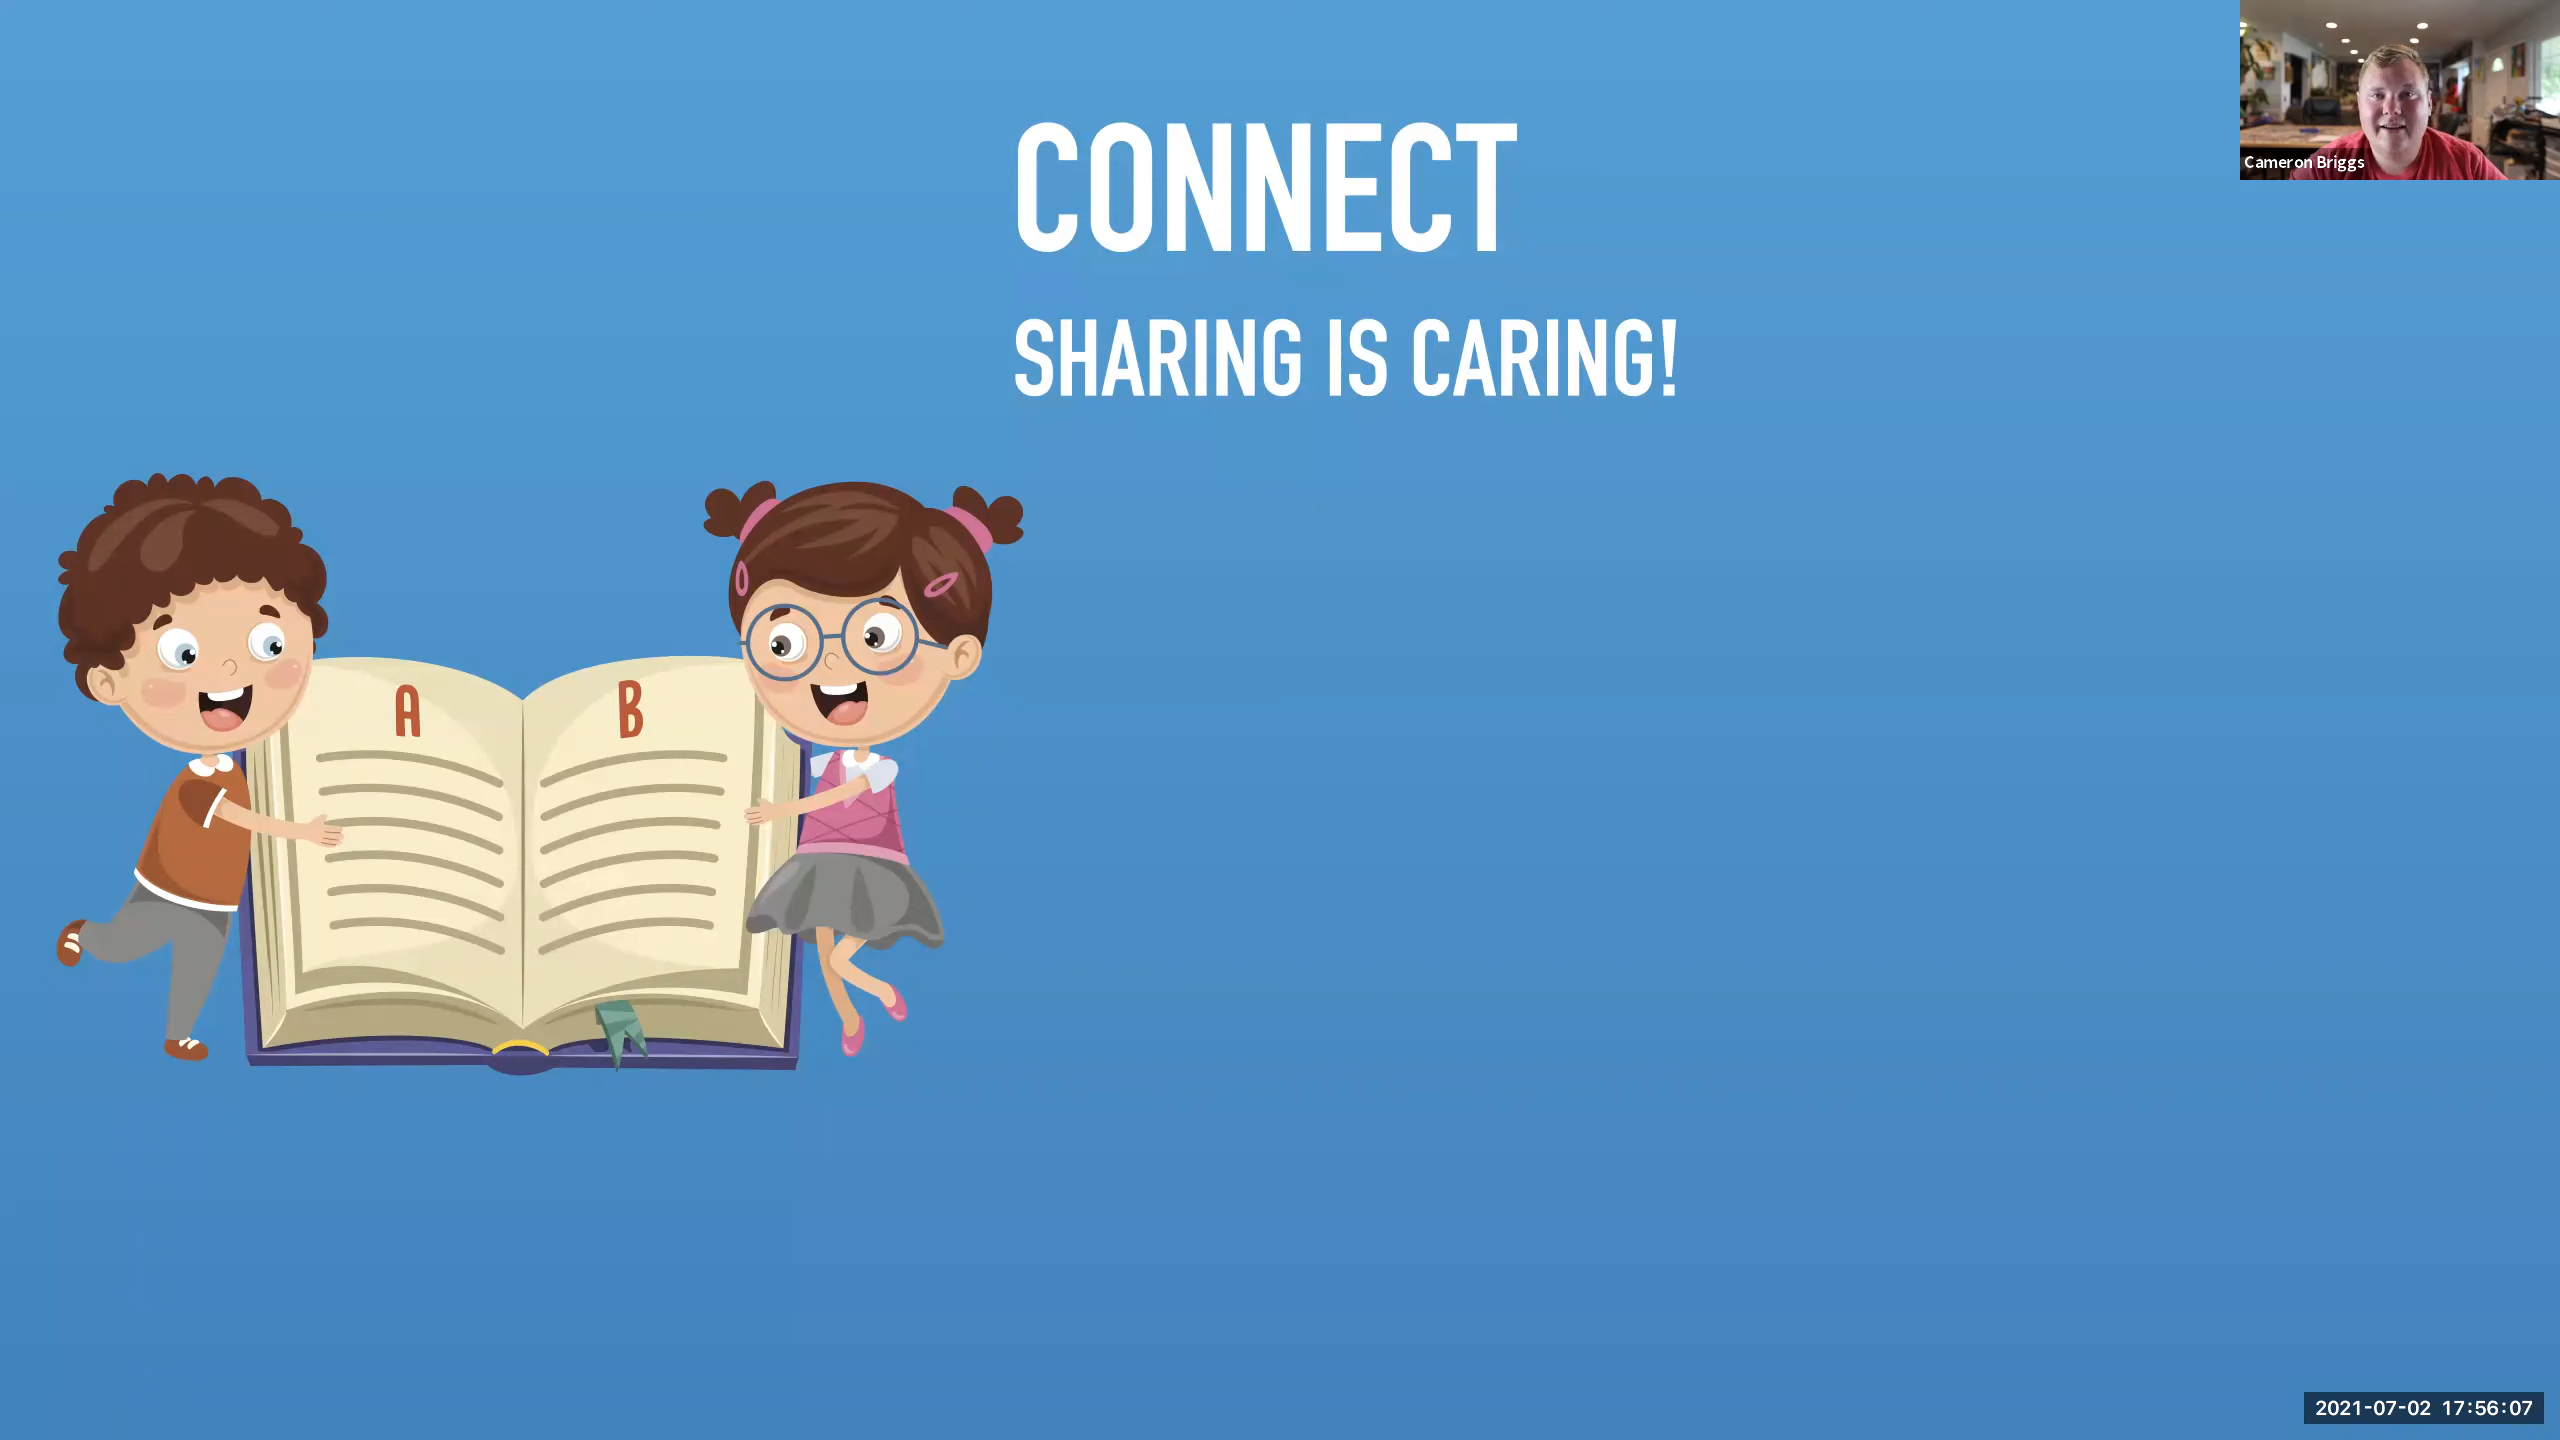 CONNECT
Cameron Briggs
SHARING IS CARING!
A B
2021-07-02 17:56:07